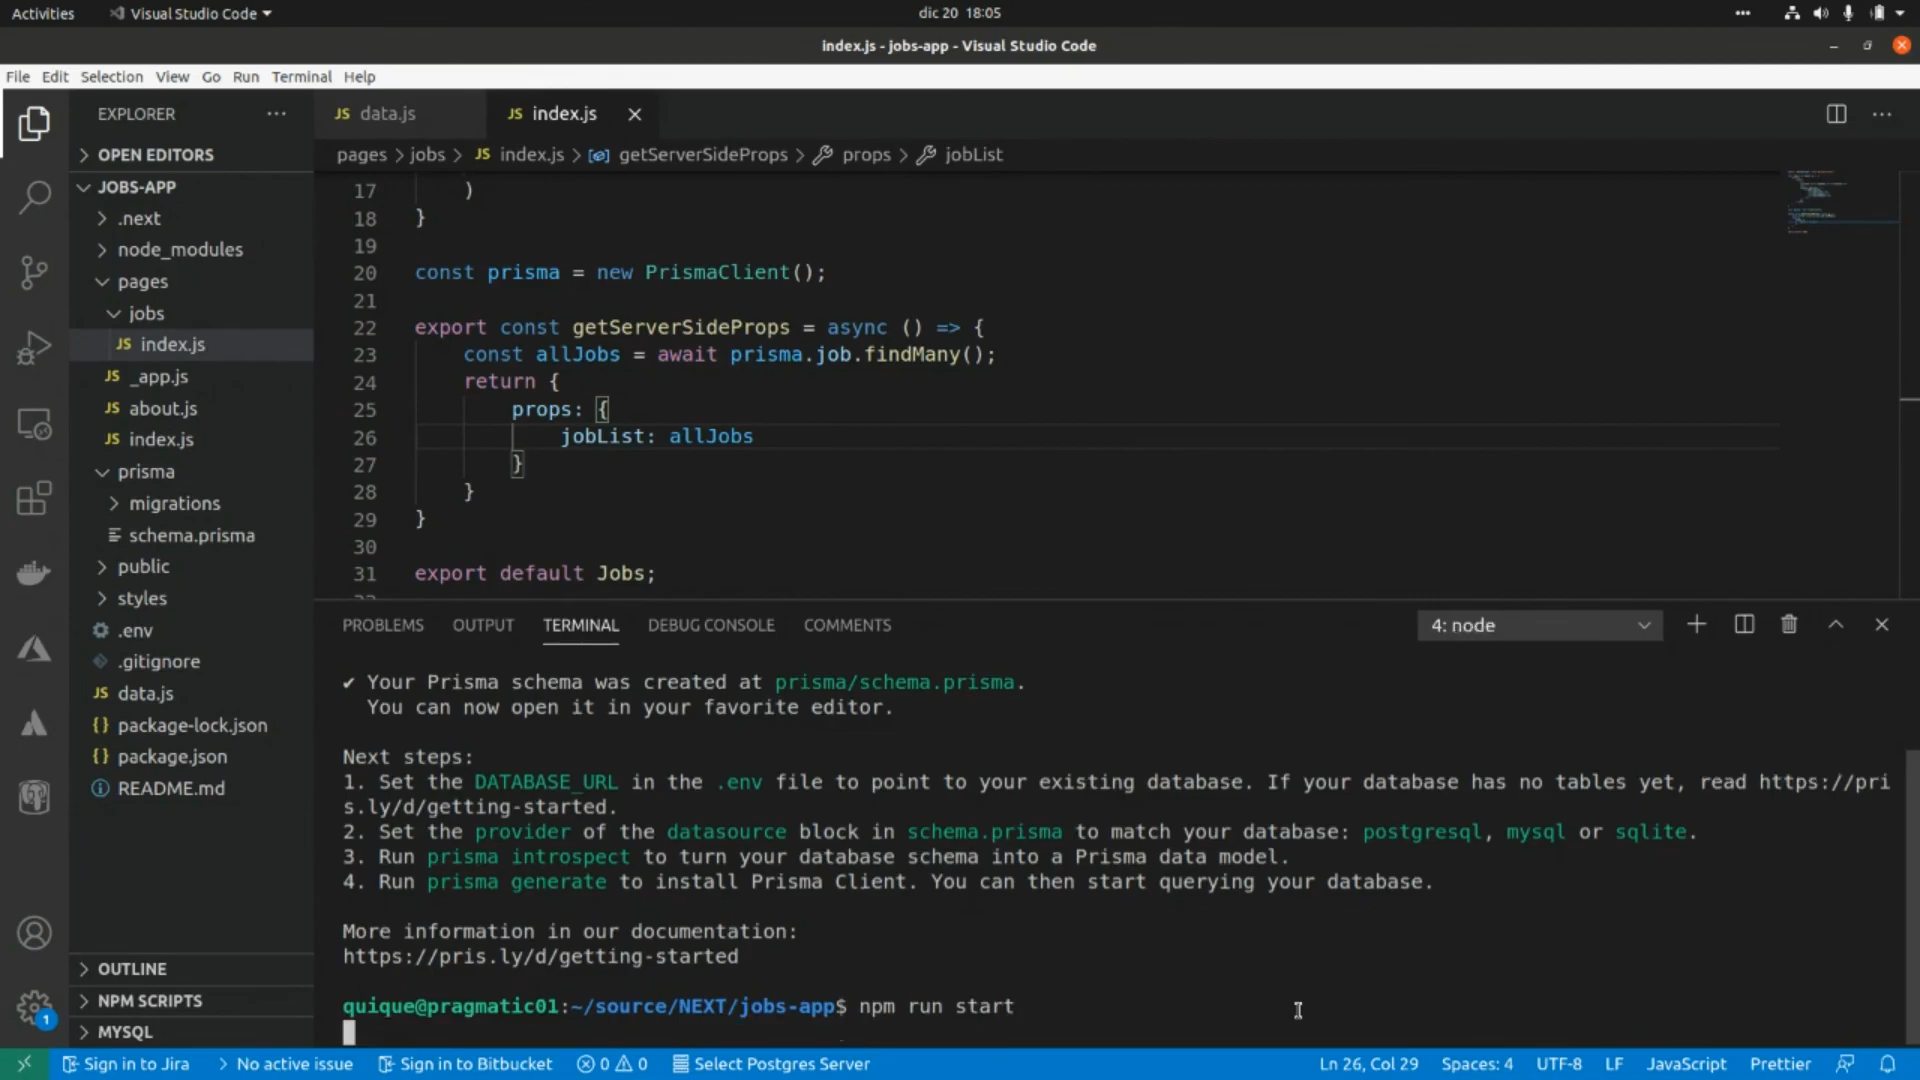 Activities
Visual Studio Code
dic 20 18:05
index.js - jobs-app - Visual Studio Code
File Edit Selection View Go Run Terminal Help
EXPLORER
OPEN EDITORS
JOBS-APP
.next
node_modules
pages
jobs
JS index.js
JS _app.js
JS about.js
JS index.js
prisma
migrations
schema.prisma
public
styles
.env
.gitignore
JS data.js
{} package-lock.json
{} package.json
README.md
OUTLINE
NPM SCRIPTS
MYSQL
JS data.js
JS index.js
pages > jobs > JS index.js > getServerSideProps > props > jobList
17 )
18 }
19
20 const prisma = new PrismaClient();
21
22 export const getServerSideProps = async () => {
23 const allJobs = await prisma.job.findMany();
24 return {
25 props: {
26 jobList: allJobs
27 }
28 }
29 }
30
31 export default Jobs;
PROBLEMS OUTPUT TERMINAL DEBUG CONSOLE COMMENTS
4: node
✔ Your Prisma schema was created at prisma/schema.prisma.
You can now open it in your favorite editor.
Next steps:
1. Set the DATABASE_URL in the .env file to point to your existing database. If your database has no tables yet, read https://pri
s.ly/d/getting-started.
2. Set the provider of the datasource block in schema.prisma to match your database: postgresql, mysql or sqlite.
3. Run prisma introspect to turn your database schema into a Prisma data model.
4. Run prisma generate to install Prisma Client. You can then start querying your database.
More information in our documentation:
https://pris.ly/d/getting-started
quique@pragmatic01:~/source/NEXT/jobs-app$ npm run start
1
Sign in to Jira
No active issue
Sign in to Bitbucket
0 0
Select Postgres Server
Ln 26, Col 29
Spaces: 4
UTF-8
LF
JavaScript
Prettier